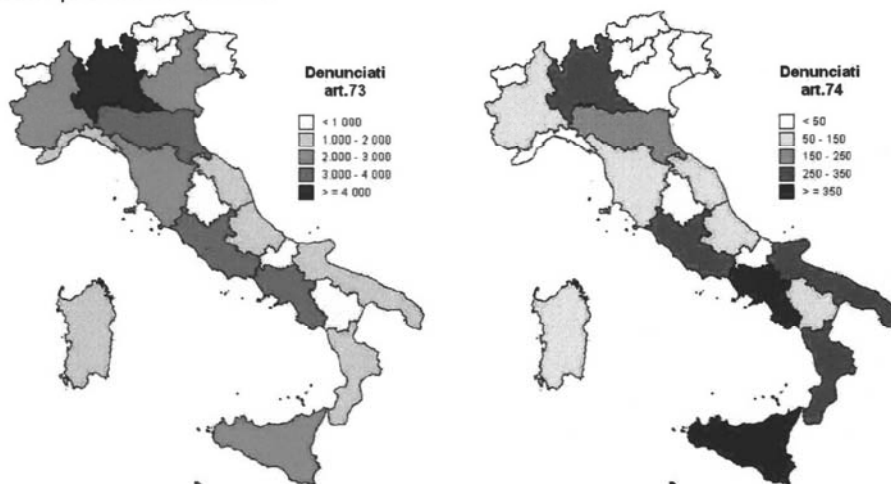 Denunciati
art.73
< 1 000
1.000 - 2 000
2.000 - 3 000
3.000 - 4 000
> = 4 000
Denunciati
art.74
< 50
50 - 150
150 - 250
250 - 350
> = 350